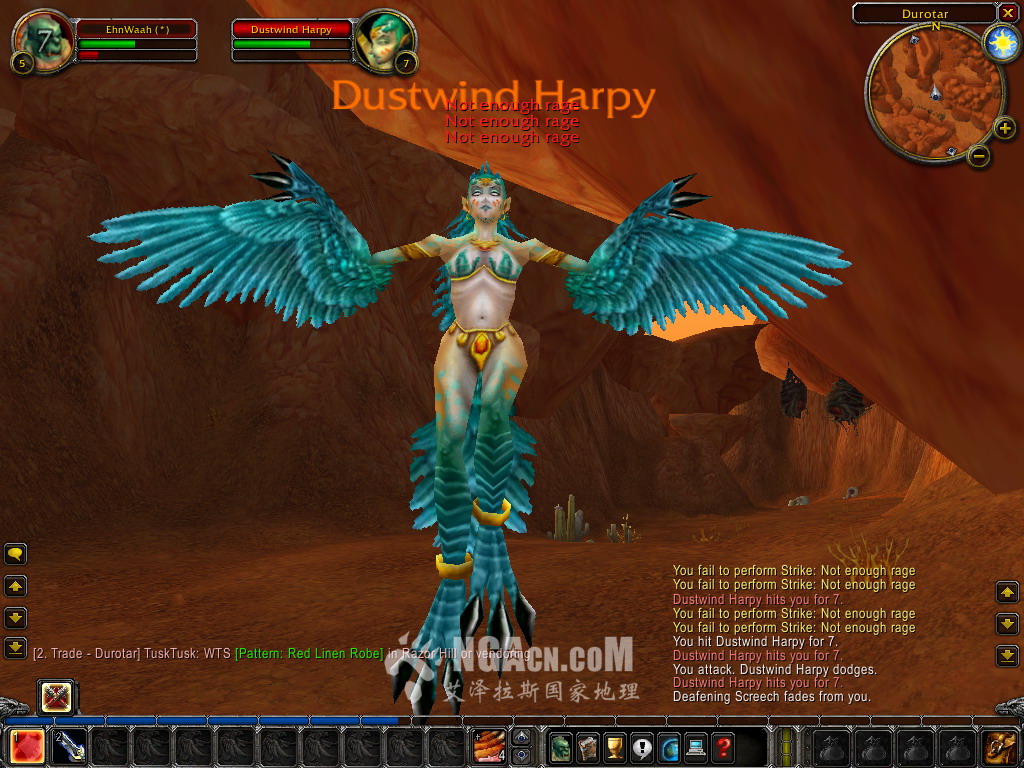 EhnWaah (*)
7
5
Dustwind Harpy
7
Durotar
N
Dustwind Harpy
Not enough rage
Not enough rage
Not enough rage
You fail to perform Strike: Not enough rage
You fail to perform Strike: Not enough rage
Dustwind Harpy hits you for 7.
You fail to perform Strike: Not enough rage
You fail to perform Strike: Not enough rage
You hit Dustwind Harpy for 7.
Dustwind Harpy hits you for 7.
You attack. Dustwind Harpy dodges.
Dustwind Harpy hits you for 7.
Deafening Screech fades from you.
[2. Trade - Durotar] TuskTusk: WTS [Pattern: Red Linen Robe] in Razor Hill or vendoring
NGACN.COM
艾泽拉斯国家地理
1
2
4